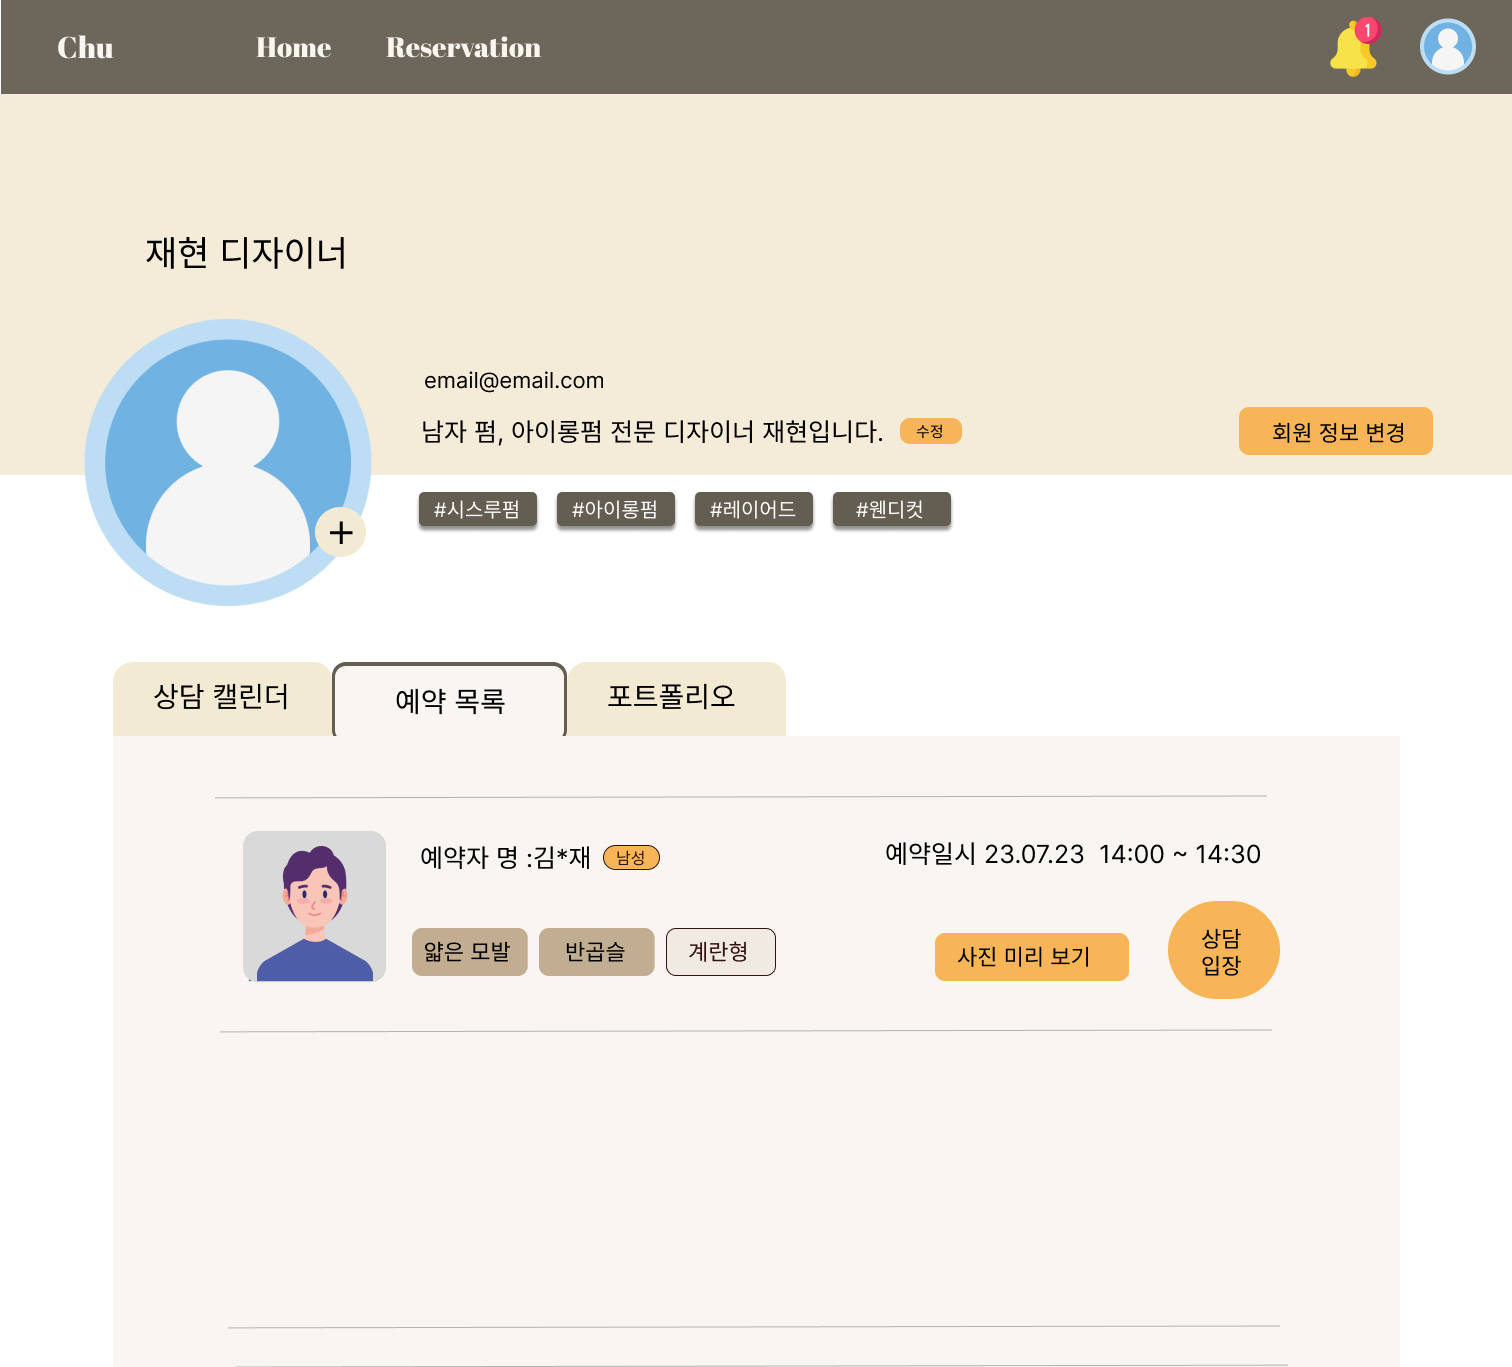 Chu Home Reservation 1
재현 디자이너
email@email.com
남자 펌, 아이롱펌 전문 디자이너 재현입니다. 수정
회원 정보 변경
#시스루펌 #아이롱펌 #레이어드 #웬디컷
상담 캘린더 예약 목록 포트폴리오
예약자 명 :김*재 남성
예약일시 23.07.23 14:00 ~ 14:30
얇은 모발 반곱슬 계란형
사진 미리 보기
상담
입장